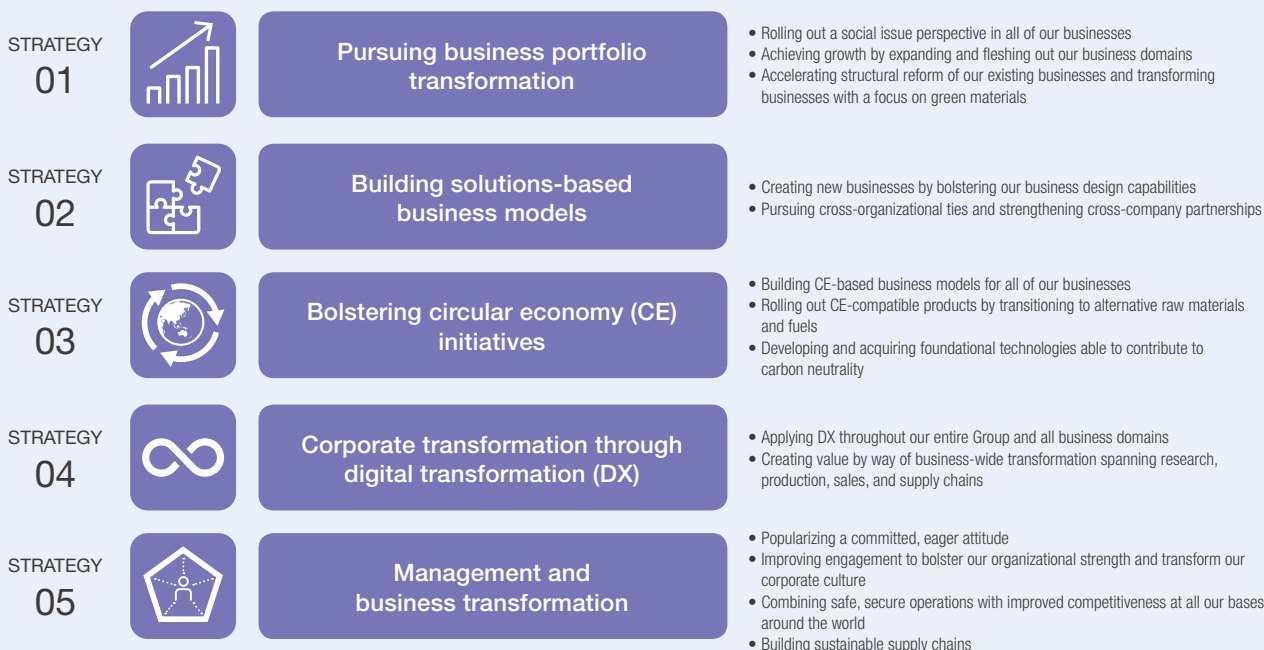 STRATEGY
01
Pursuing business portfolio
transformation
• Rolling out a social issue perspective in all of our businesses
• Achieving growth by expanding and fleshing out our business domains
• Accelerating structural reform of our existing businesses and transforming
businesses with a focus on green materials
STRATEGY
02
Building solutions-based
business models
• Creating new businesses by bolstering our business design capabilities
• Pursuing cross-organizational ties and strengthening cross-company partnerships
STRATEGY
03
Bolstering circular economy (CE)
initiatives
• Building CE-based business models for all of our businesses
• Rolling out CE-compatible products by transitioning to alternative raw materials
and fuels
• Developing and acquiring foundational technologies able to contribute to
carbon neutrality
STRATEGY
04
Corporate transformation through
digital transformation (DX)
• Applying DX throughout our entire Group and all business domains
• Creating value by way of business-wide transformation spanning research,
production, sales, and supply chains
STRATEGY
05
Management and
business transformation
• Popularizing a committed, eager attitude
• Improving engagement to bolster our organizational strength and transform our
corporate culture
• Combining safe, secure operations with improved competitiveness at all our bases
around the world
• Building sustainable supply chains